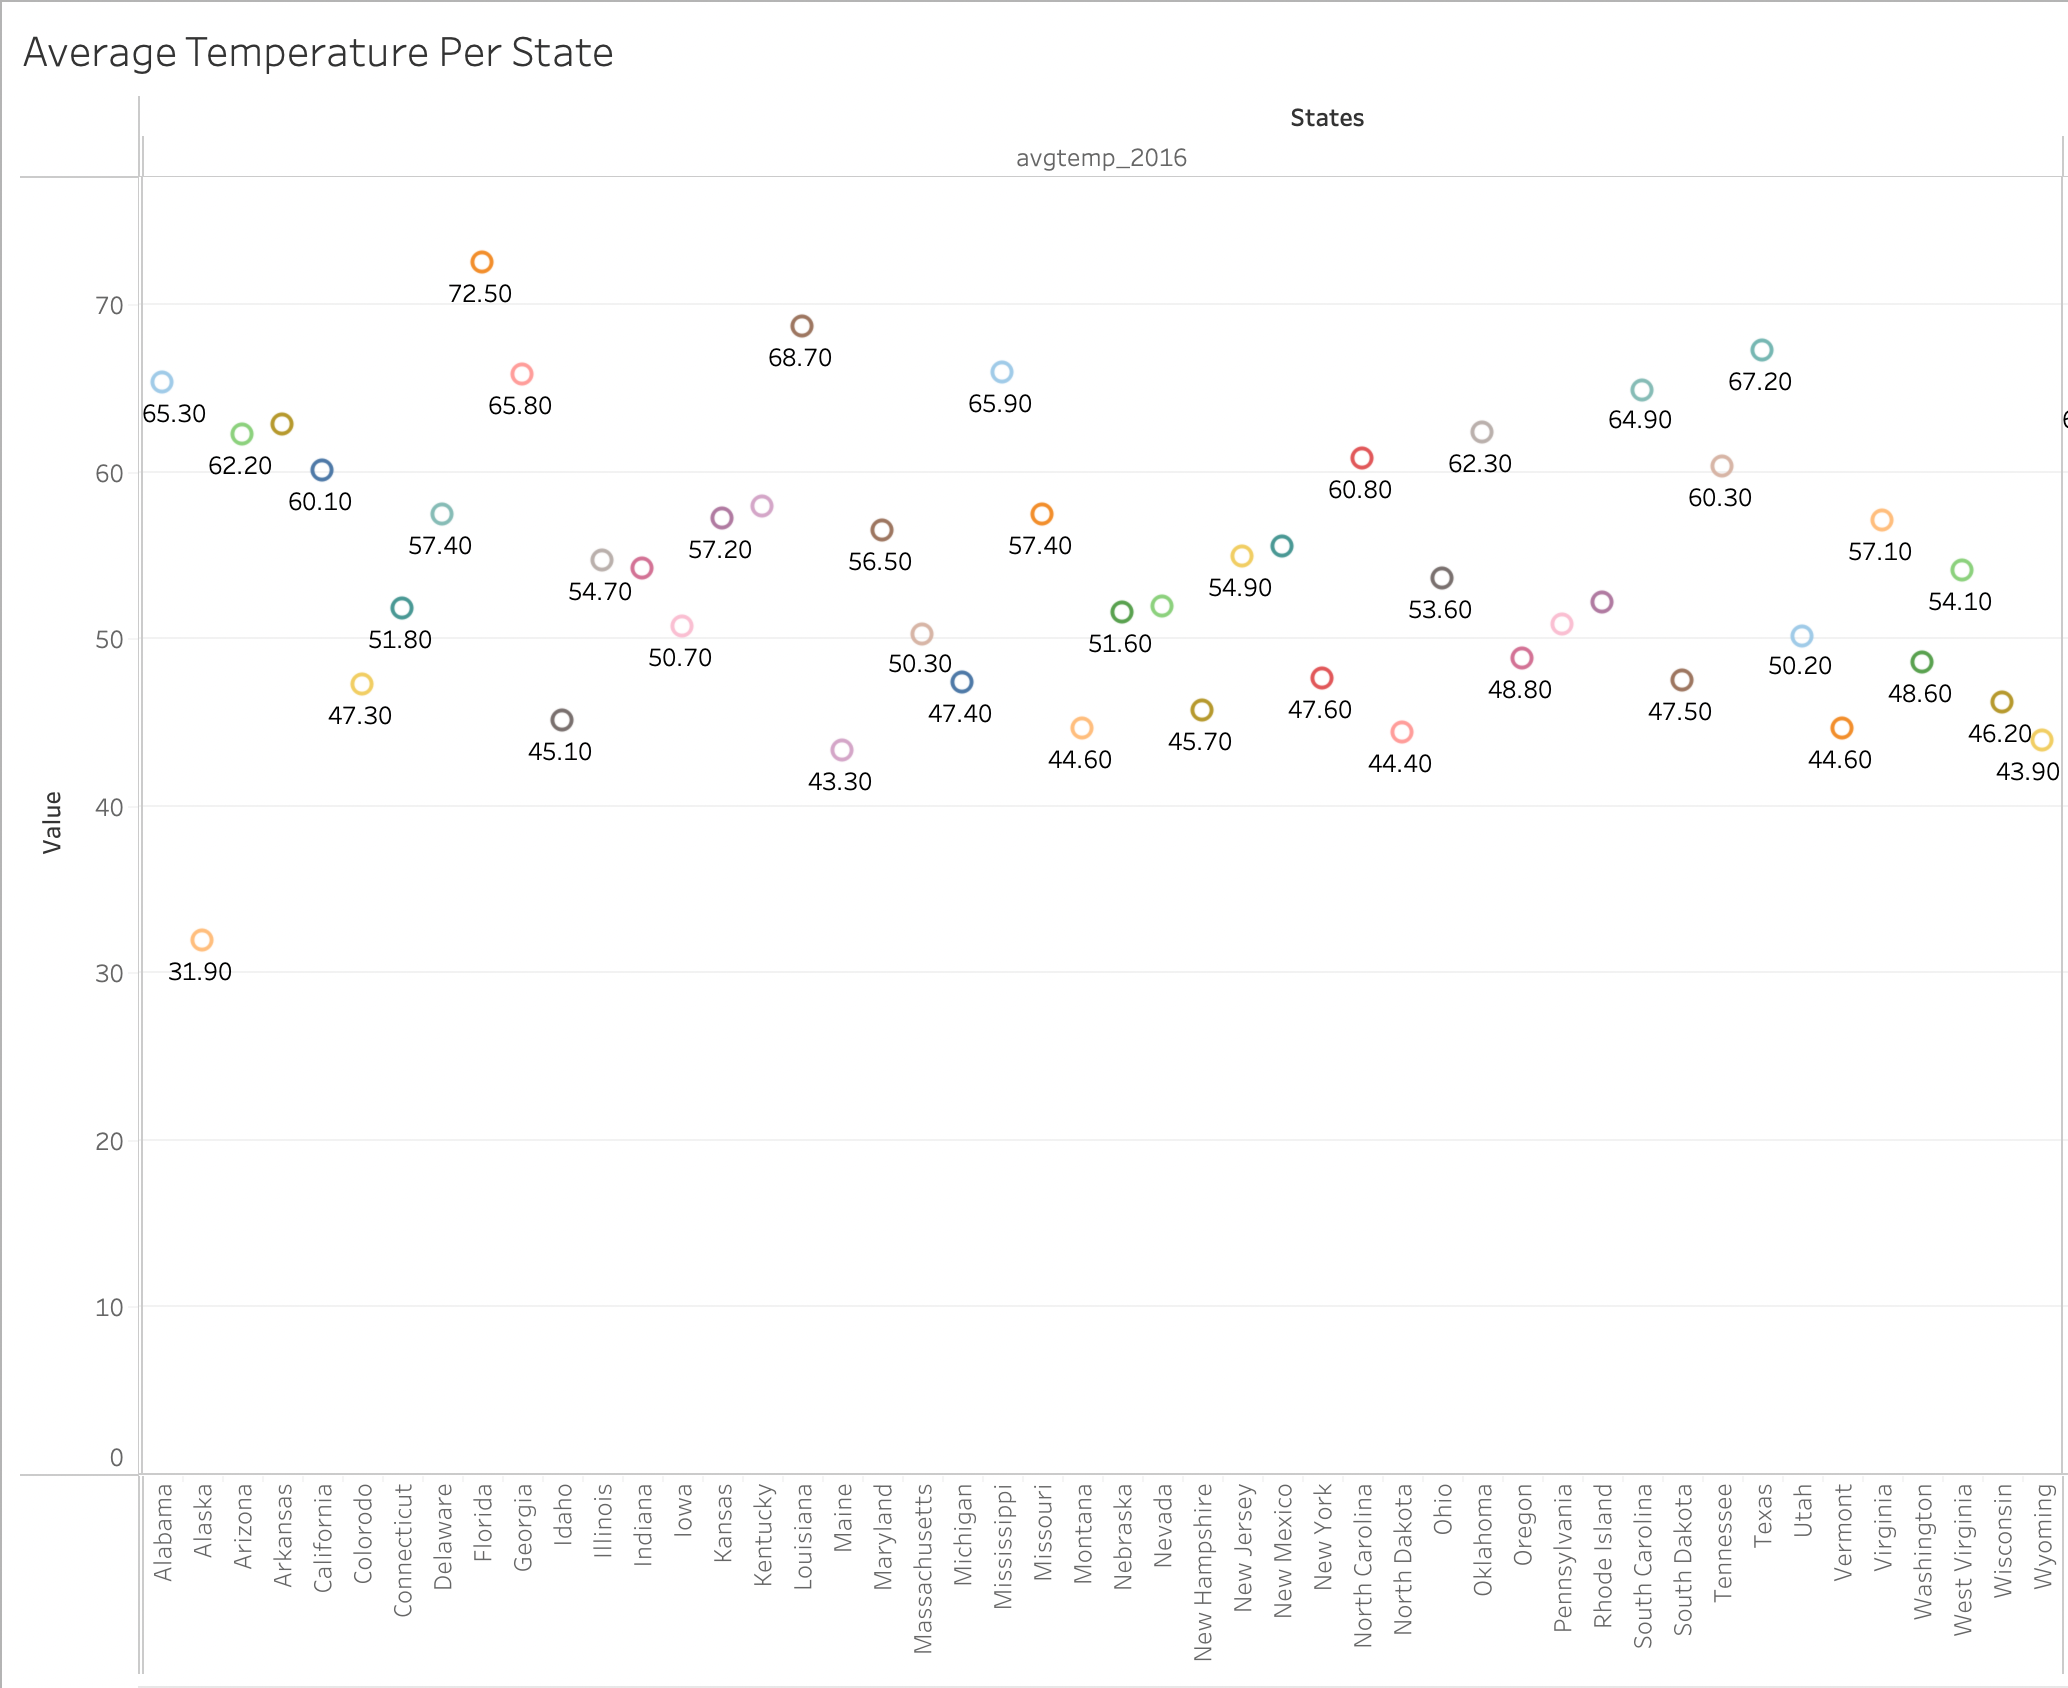 Average Temperature Per State
States
avgtemp_2016
72.50
70
68.70
67.20
65.30
65.80
65.90
64.90
62.20
62.30
60
60.10
60.80
60.30
57.40
57.20
56.50
57.40
57.10
54.70
54.90
53.60
54.10
51.80
50
50.70
50.30
51.60
50.20
47.30
47.40
47.60
48.80
47.50
48.60
45.10
45.70
46.20
43.30
44.60
44.40
44.60
43.90
40
Value
30
31.90
20
10
0
Alabama
Alaska
Arizona
Arkansas
California
Colorodo
Connecticut
Delaware
Florida
Georgia
Idaho
Illinois
Indiana
Iowa
Kansas
Kentucky
Louisiana
Maine
Maryland
Massachusetts
Michigan
Mississippi
Missouri
Montana
Nebraska
Nevada
New Hampshire
New Jersey
New Mexico
New York
North Carolina
North Dakota
Ohio
Oklahoma
Oregon
Pennsylvania
Rhode Island
South Carolina
South Dakota
Tennessee
Texas
Utah
Vermont
Virginia
Washington
West Virginia
Wisconsin
Wyoming